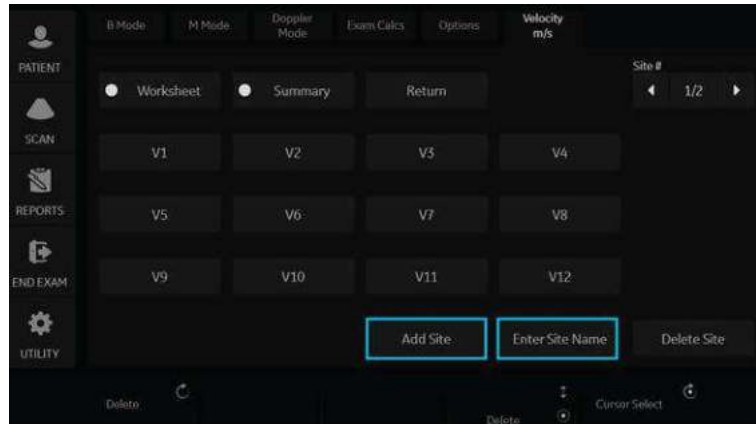 B Mode M Mode Doppler Mode Exam Calcs Options Velocity m/s
PATIENT
Site #
Worksheet Summary Return 1/2
SCAN
V1 V2 V3 V4
REPORTS
V5 V6 V7 V8
END EXAM
V9 V10 V11 V12
UTILITY
Add Site Enter Site Name Delete Site
Delete Delete Cursor Select